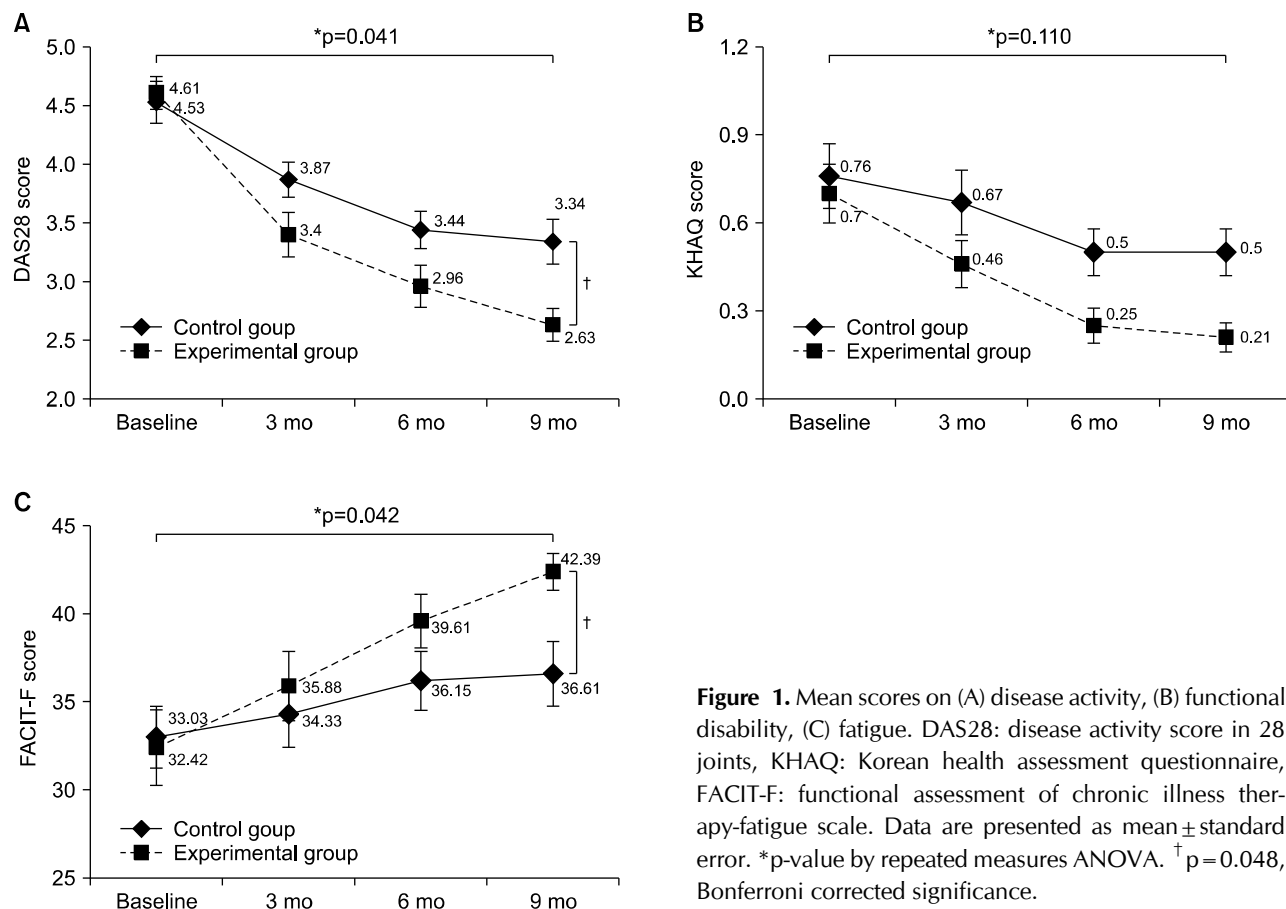 A
*p=0.041
5.0
4.5
4.0
3.5
3.0
2.5
2.0
DAS28 score
4.61
4.53
3.87
3.4
3.44
2.96
3.34
2.63
†
Control goup
Experimental group
Baseline 3 mo 6 mo 9 mo
B
*p=0.110
1.2
0.9
0.6
0.3
0.0
KHAQ score
0.76
0.7
0.67
0.46
0.5
0.25
0.5
0.21
Control goup
Experimental group
Baseline 3 mo 6 mo 9 mo
C
*p=0.042
45
40
35
30
25
FACIT-F score
33.03
32.42
35.88
34.33
39.61
36.15
42.39
36.61
†
Control goup
Experimental group
Baseline 3 mo 6 mo 9 mo
Figure 1. Mean scores on (A) disease activity, (B) functional
disability, (C) fatigue. DAS28: disease activity score in 28
joints, KHAQ: Korean health assessment questionnaire,
FACIT-F: functional assessment of chronic illness ther-
apy-fatigue scale. Data are presented as mean±standard
error. *p-value by repeated measures ANOVA. †p=0.048,
Bonferroni corrected significance.